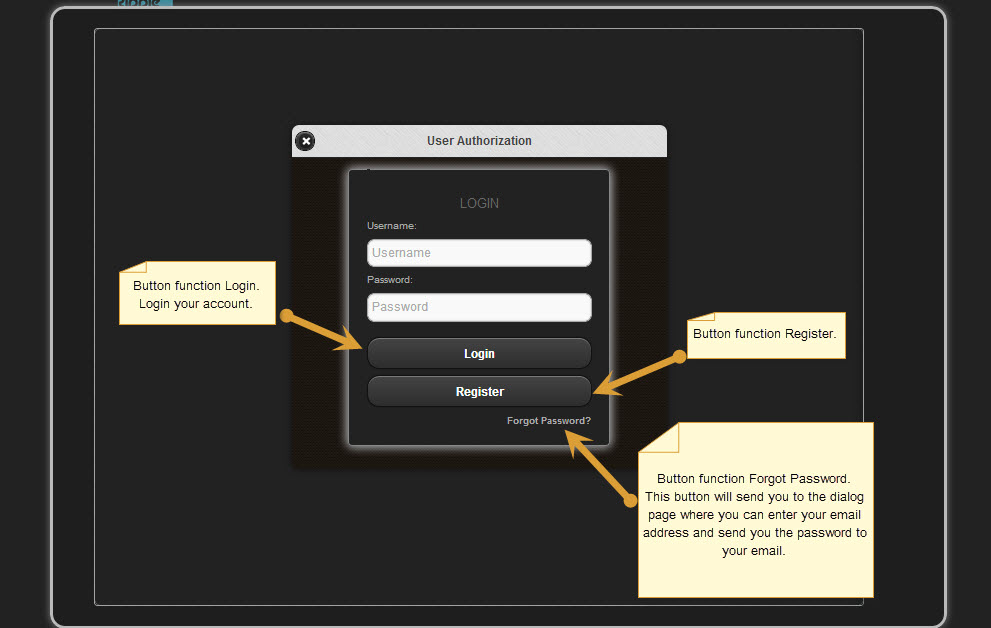 User Authorization
LOGIN
Username:
Username
Password:
Password
Login
Register
Forgot Password?
Button function Login.
Login your account.
Button function Register.
Button function Forgot Password.
This button will send you to the dialog
page where you can enter your email
address and send you the password to
your email.